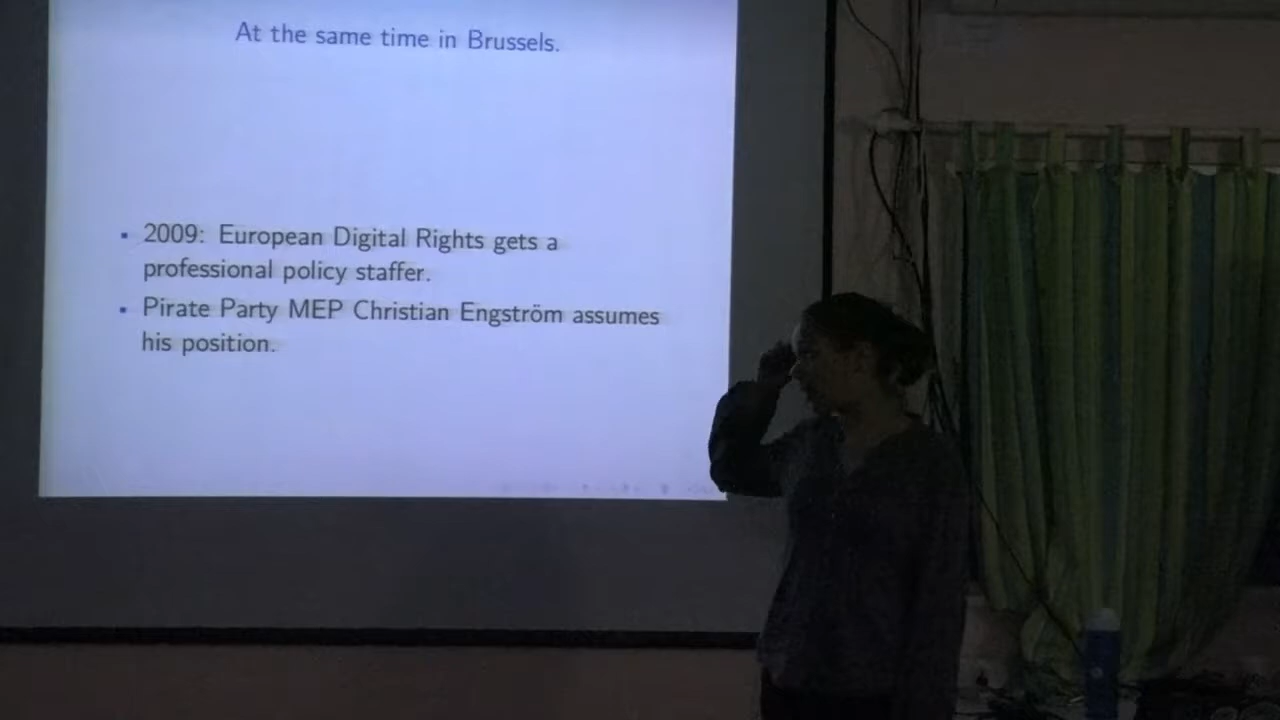 At the same time in Brussels.
2009: European Digital Rights gets a
professional policy staffer.
Pirate Party MEP Christian Engström assumes
his position.